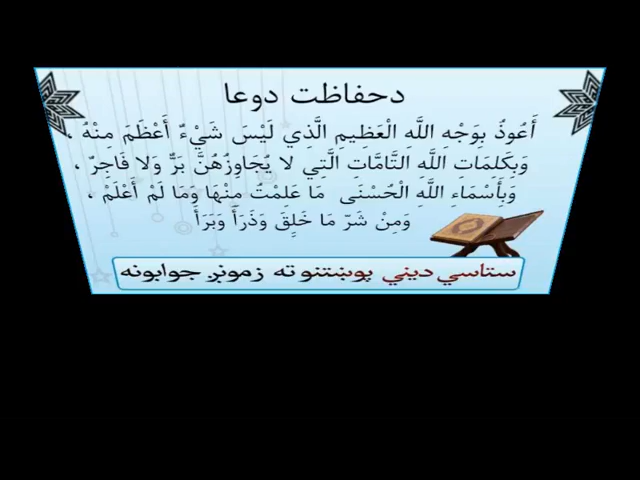 دحفاظت دوعا
أَعُوذُ بِوَجْهِ اللَّهِ الْعَظِيمِ الَّذِي لَيْسَ شَيْءٌ أَعْظَمَ مِنْهُ ،
وَبِكَلِمَاتِ اللَّهِ التَّامَّاتِ الَّتِي لا يُجَاوِزُهُنَّ بَرٌّ وَلا فَاجِرٌ ،
وَبِأَسْمَاءِ اللَّهِ الْحُسْنَى مَا عَلِمْتُ مِنْهَا وَمَا لَمْ أَعْلَمْ ،
وَمِنْ شَرّ مَا خَلِقَ وَذَرَأَ وَبَرَأَ
ستاسي ديني پوښتنو ته زمونږ جوابونه